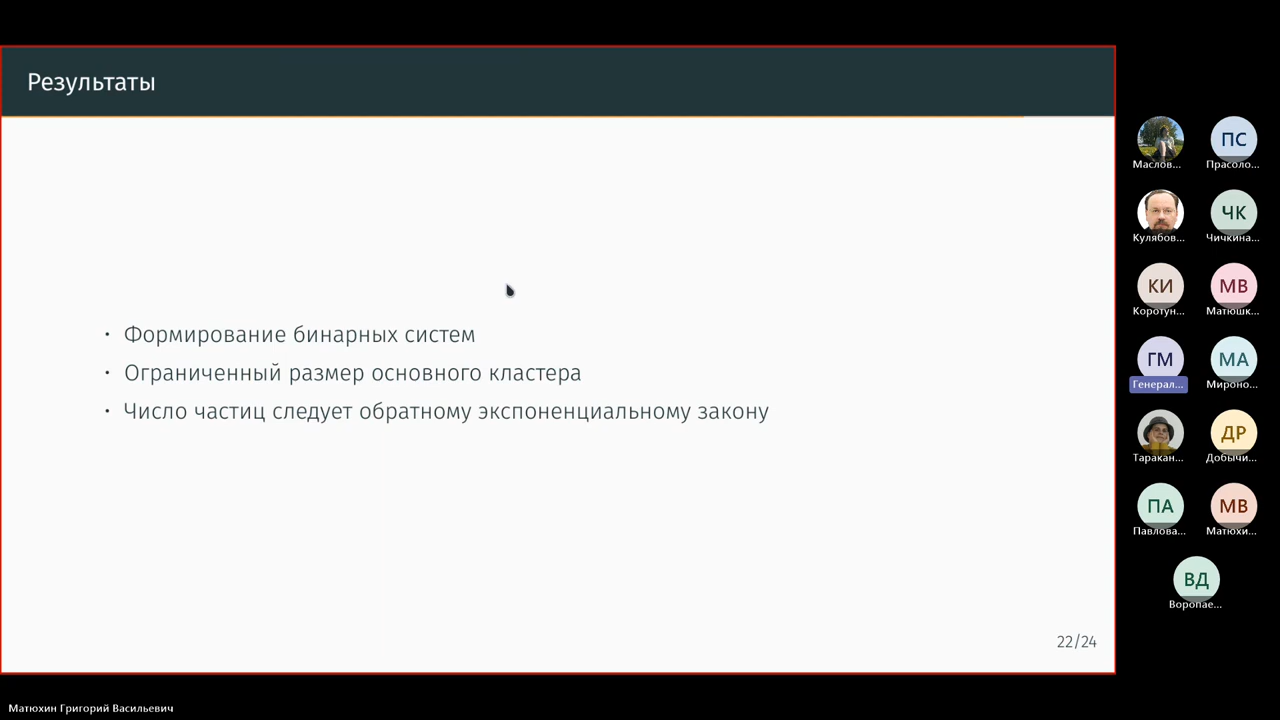 Результаты
• Формирование бинарных систем
• Ограниченный размер основного кластера
• Число частиц следует обратному экспоненциальному закону
22/24
Маслов...
ПС
Прасоло...
Кулябов...
ЧК
Чичкина...
КИ
Коротун...
МВ
Матюшк...
ГМ
Генерал...
МА
Мироно...
Таракан...
ДР
Добычи...
ПА
Павлова...
МВ
Матюхи...
ВД
Воропае...
Матюхин Григорий Васильевич